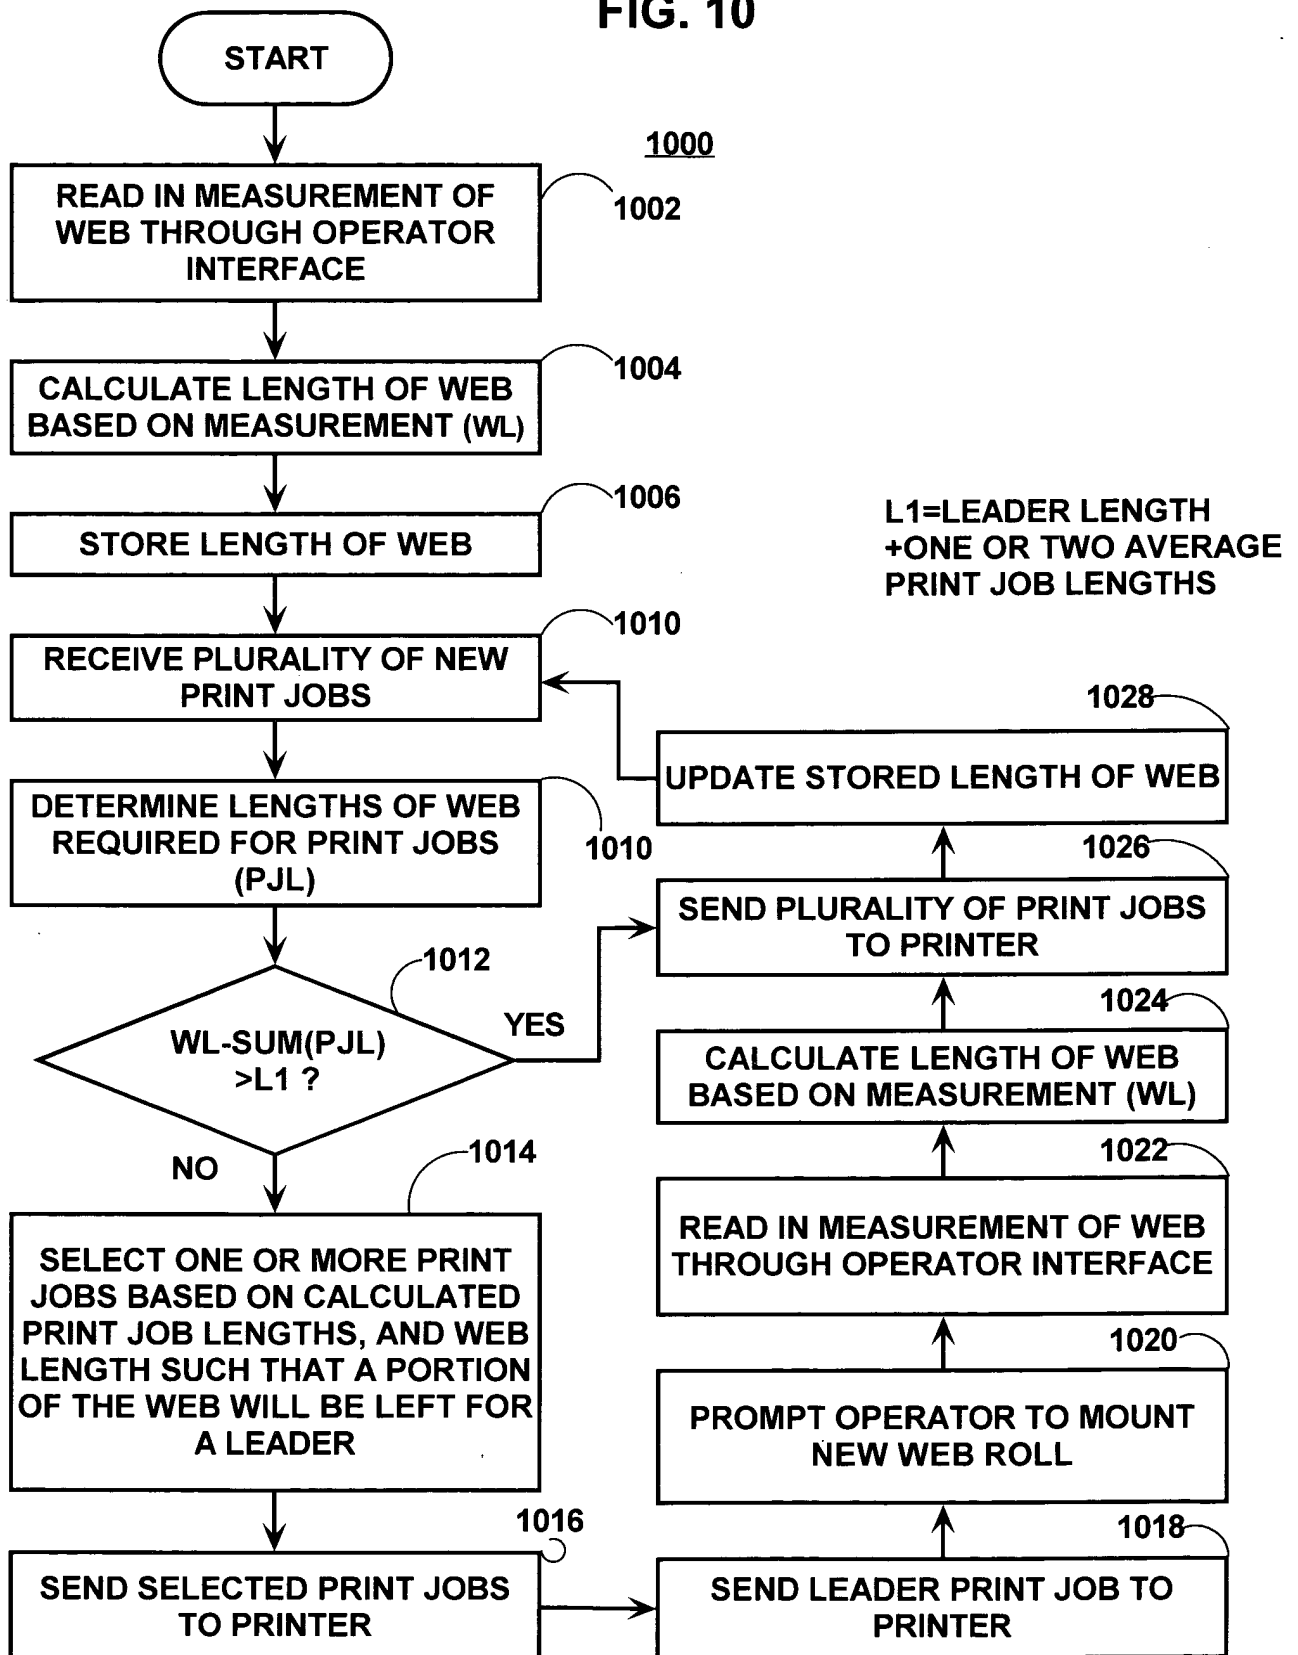 FIG. 10
START
1000
READ IN MEASUREMENT OF
WEB THROUGH OPERATOR
INTERFACE
1002
CALCULATE LENGTH OF WEB
BASED ON MEASUREMENT (WL)
1004
STORE LENGTH OF WEB
1006
L1=LEADER LENGTH
+ONE OR TWO AVERAGE
PRINT JOB LENGTHS
RECEIVE PLURALITY OF NEW
PRINT JOBS
1010
DETERMINE LENGTHS OF WEB
REQUIRED FOR PRINT JOBS
(PJL)
1010
WL-SUM(PJL)
>L1 ?
1012
YES
NO
SELECT ONE OR MORE PRINT
JOBS BASED ON CALCULATED
PRINT JOB LENGTHS, AND WEB
LENGTH SUCH THAT A PORTION
OF THE WEB WILL BE LEFT FOR
A LEADER
1014
SEND SELECTED PRINT JOBS
TO PRINTER
1016
SEND LEADER PRINT JOB TO
PRINTER
1018
PROMPT OPERATOR TO MOUNT
NEW WEB ROLL
1020
READ IN MEASUREMENT OF WEB
THROUGH OPERATOR INTERFACE
1022
CALCULATE LENGTH OF WEB
BASED ON MEASUREMENT (WL)
1024
SEND PLURALITY OF PRINT JOBS
TO PRINTER
1026
UPDATE STORED LENGTH OF WEB
1028